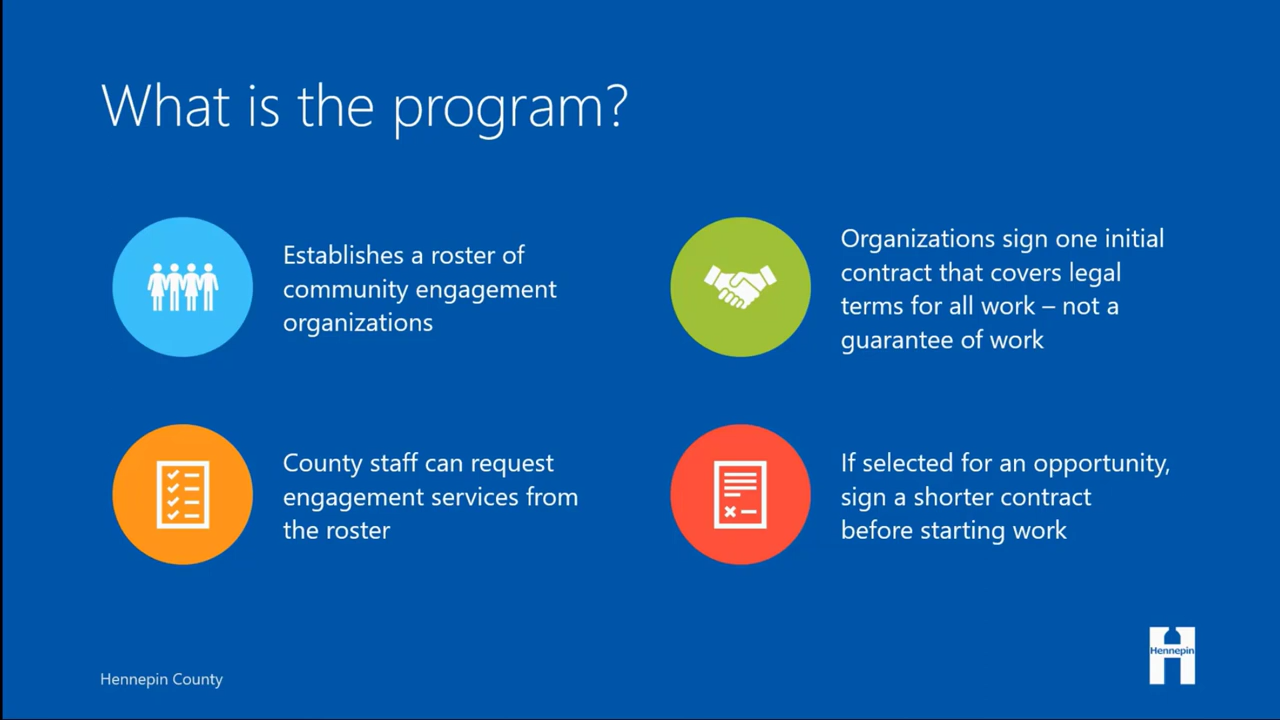 What is the program?
Establishes a roster of
community engagement
organizations
Organizations sign one initial
contract that covers legal
terms for all work – not a
guarantee of work
County staff can request
engagement services from
the roster
If selected for an opportunity,
sign a shorter contract
before starting work
Hennepin County
Hennepin